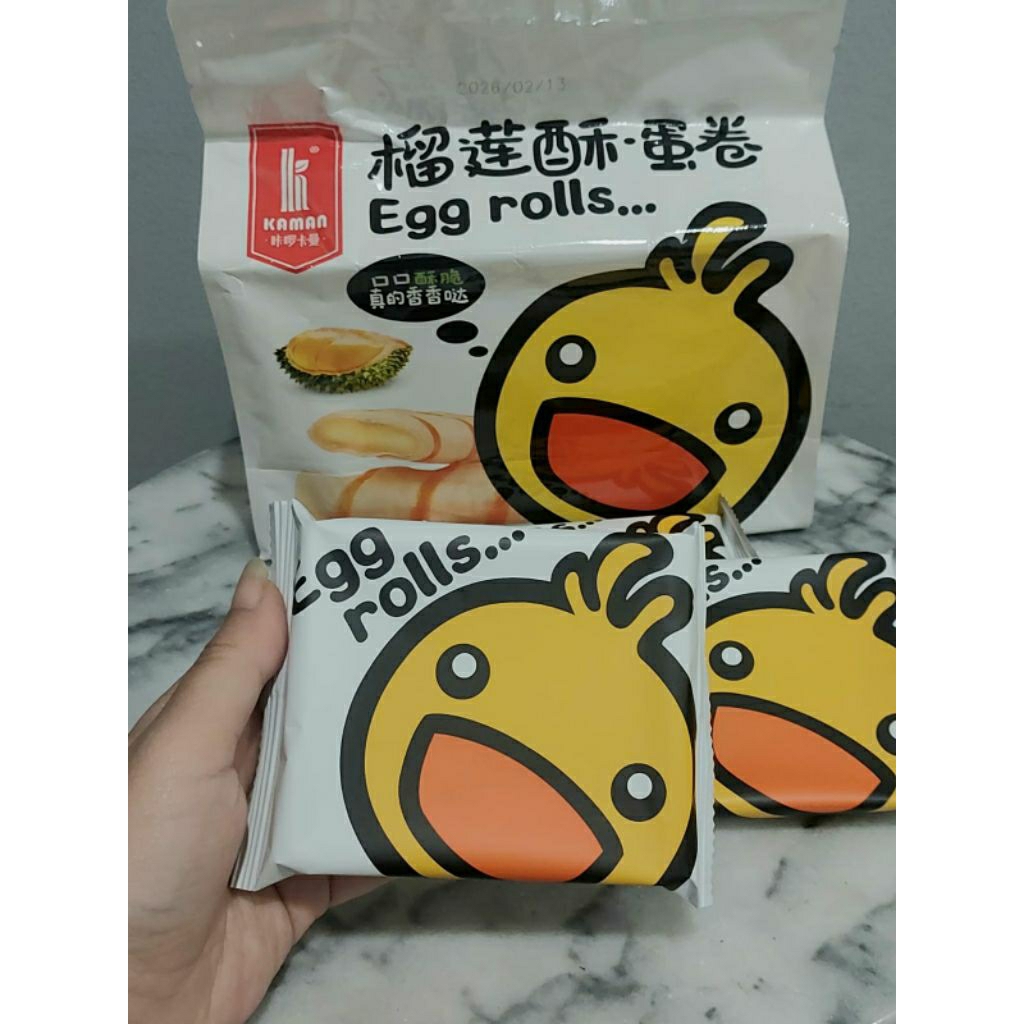 2026/02/13
榴莲酥·蛋卷
Egg rolls...
KAMAN
咔啰卡曼
口口酥脆
真的香香哒
Egg
rolls...
s...
s...